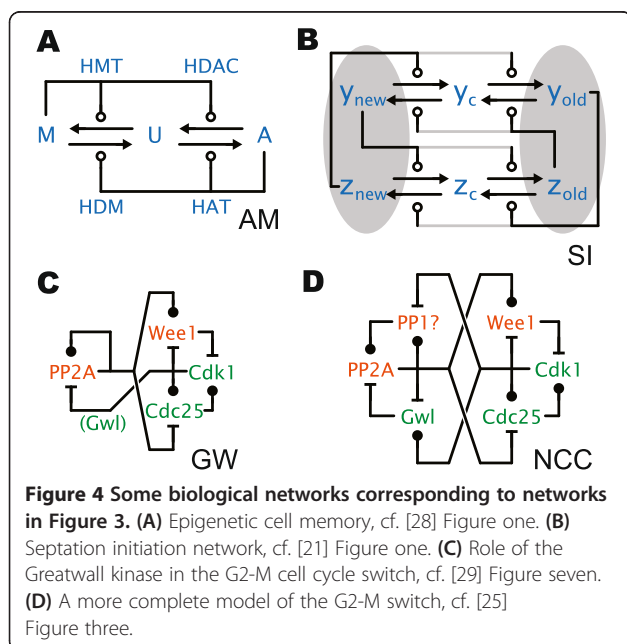 A
HMT HDAC
M U A
HDM HAT
AM
B
ynew yc yold
znew zc zold
SI
C
Wee1
PP2A Cdk1
(Gwl) Cdc25
GW
D
PP1? Wee1
PP2A Cdk1
Gwl Cdc25
NCC
Figure 4 Some biological networks corresponding to networks
in Figure 3. (A) Epigenetic cell memory, cf. [28] Figure one. (B)
Septation initiation network, cf. [21] Figure one. (C) Role of the
Greatwall kinase in the G2-M cell cycle switch, cf. [29] Figure seven.
(D) A more complete model of the G2-M switch, cf. [25]
Figure three.